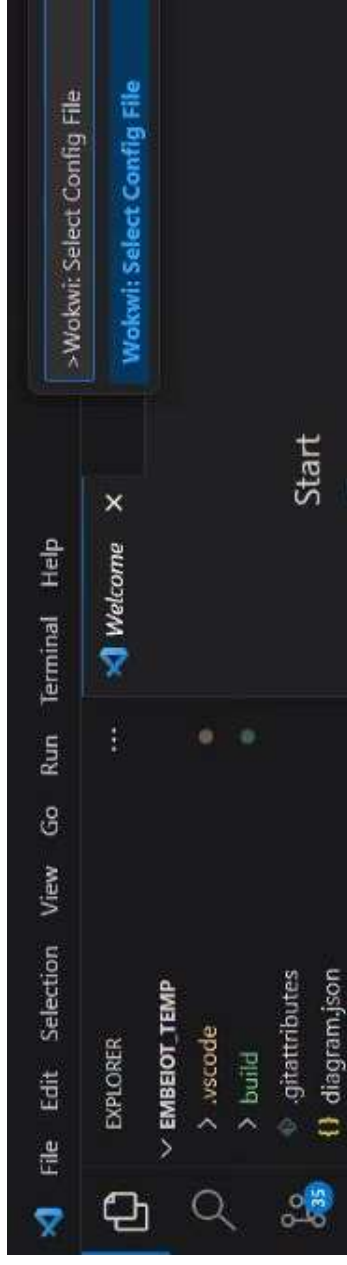 File Edit Selection View Go Run Terminal Help
>Wokwi: Select Config File
Wokwi: Select Config File
EXPLORER
...
Welcome
EMBEIOT_TEMP
.vscode
build
.gitattributes
{} diagram.json
35
Start